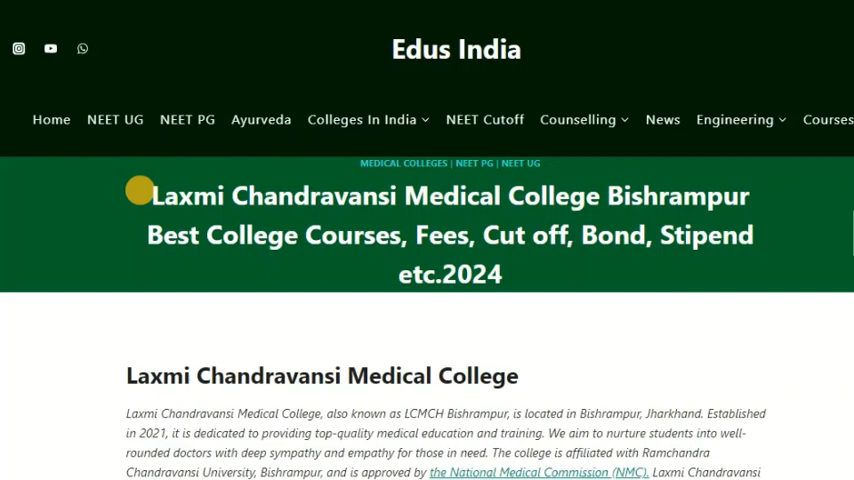 Edus India
Home NEET UG NEET PG Ayurveda Colleges In India NEET Cutoff Counselling News Engineering Courses
MEDICAL COLLEGES | NEET PG | NEET UG
Laxmi Chandravansi Medical College Bishrampur
Best College Courses, Fees, Cut off, Bond, Stipend
etc.2024
Laxmi Chandravansi Medical College
Laxmi Chandravansi Medical College, also known as LCMCH Bishrampur, is located in Bishrampur, Jharkhand. Established
in 2021, it is dedicated to providing top-quality medical education and training. We aim to nurture students into well-
rounded doctors with deep sympathy and empathy for those in need. The college is affiliated with Ramchandra
Chandravansi University, Bishrampur, and is approved by the National Medical Commission (NMC). Laxmi Chandravansi